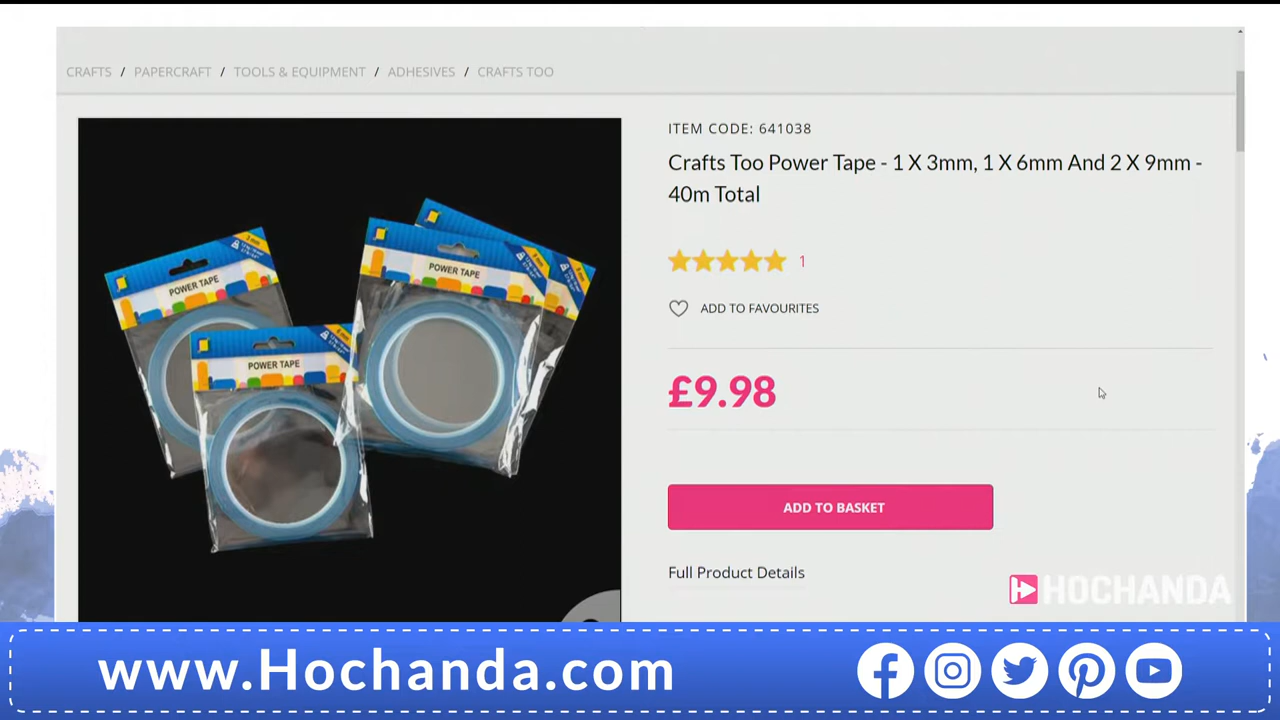 CRAFTS / PAPERCRAFT / TOOLS & EQUIPMENT / ADHESIVES / CRAFTS TOO
ITEM CODE: 641038
Crafts Too Power Tape - 1 X 3mm, 1 X 6mm And 2 X 9mm -
40m Total
1
ADD TO FAVOURITES
£9.98
ADD TO BASKET
Full Product Details
POWER TAPE
POWER TAPE
POWER TAPE
HOCHANDA
www.Hochanda.com